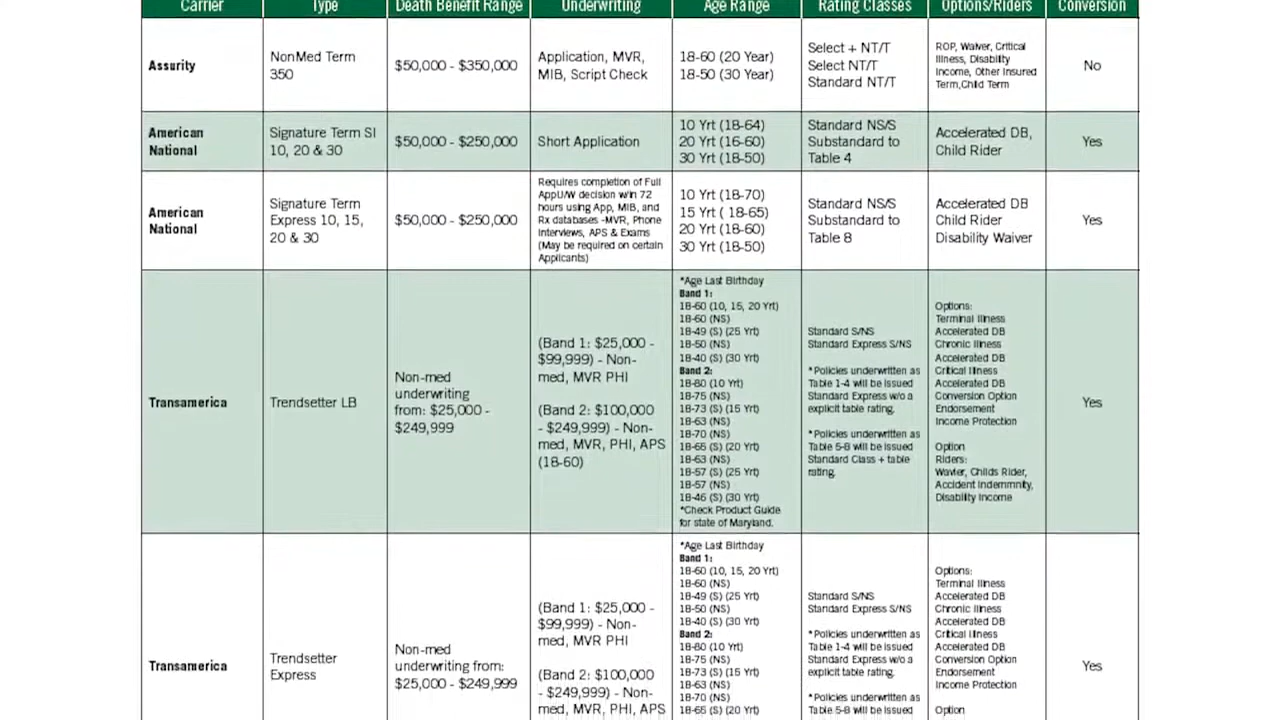 Carrier
Type
Death Benefit Range
Underwriting
Age Range
Rating Classes
Options/Riders
Conversion
Assurity
NonMed Term
350
$50,000 - $350,000
Application, MVR,
MIB, Script Check
18-60 (20 Year)
18-50 (30 Year)
Select + NT/T
Select NT/T
Standard NT/T
ROP, Waiver, Critical
Illness, Disability
Income, Other Insured
Term,Child Term
No
American
National
Signature Term SI
10, 20 & 30
$50,000 - $250,000
Short Application
10 Yrt (18-64)
20 Yrt (16-60)
30 Yrt (18-50)
Standard NS/S
Substandard to
Table 4
Accelerated DB,
Child Rider
Yes
American
National
Signature Term
Express 10, 15,
20 & 30
$50,000 - $250,000
Requires completion of Full
App U/W decision w/in 72
hours using App, MIB, and
Rx databases -MVR, Phone
Interviews, APS & Exams
(May be required on certain
Applicants)
10 Yrt (18-70)
15 Yrt ( 18-65)
20 Yrt (18-60)
30 Yrt (18-50)
Standard NS/S
Substandard to
Table 8
Accelerated DB
Child Rider
Disability Waiver
Yes
Transamerica
Trendsetter LB
Non-med
underwriting
from: $25,000 -
$249,999
(Band 1: $25,000 -
$99,999) - Non-
med, MVR PHI
(Band 2: $100,000
- $249,999) - Non-
med, MVR, PHI, APS
(18-60)
*Age Last Birthday
Band 1:
18-60 (10, 15, 20 Yrt)
18-60 (NS)
18-49 (S) (25 Yrt)
18-50 (NS)
18-40 (S) (30 Yrt)
Band 2:
18-80 (10 Yrt)
18-75 (NS)
18-73 (S) (15 Yrt)
18-63 (NS)
18-70 (NS)
18-65 (S) (20 Yrt)
18-63 (NS)
18-57 (S) (25 Yrt)
18-57 (NS)
18-46 (S) (30 Yrt)
*Check Product Guide
for state of Maryland.
Standard S/NS
Standard Express S/NS
*Policies underwritten as
Table 1-4 will be issued
Standard Express w/o a
explicit table rating.
*Policies underwritten as
Table 5-8 will be issued
Standard Class + table
rating.
Options:
Terminal Illness
Accelerated DB
Chronic Illness
Accelerated DB
Critical Illness
Accelerated DB
Conversion Option
Endorsement
Income Protection
Option
Riders:
Wavier, Childs Rider,
Accident Indemmnity,
Disability Income
Yes
Transamerica
Trendsetter
Express
Non-med
underwriting from:
$25,000 - $249,999
(Band 1: $25,000 -
$99,999) - Non-
med, MVR PHI
(Band 2: $100,000
- $249,999) - Non-
med, MVR, PHI, APS
*Age Last Birthday
Band 1:
18-60 (10, 15, 20 Yrt)
18-60 (NS)
18-49 (S) (25 Yrt)
18-50 (NS)
18-40 (S) (30 Yrt)
Band 2:
18-80 (10 Yrt)
18-75 (NS)
18-73 (S) (15 Yrt)
18-63 (NS)
18-70 (NS)
18-65 (S) (20 Yrt)
Standard S/NS
Standard Express S/NS
*Policies underwritten as
Table 1-4 will be issued
Standard Express w/o a
explicit table rating.
*Policies underwritten as
Table 5-8 will be issued
Options:
Terminal Illness
Accelerated DB
Chronic Illness
Accelerated DB
Critical Illness
Accelerated DB
Conversion Option
Endorsement
Income Protection
Option
Yes